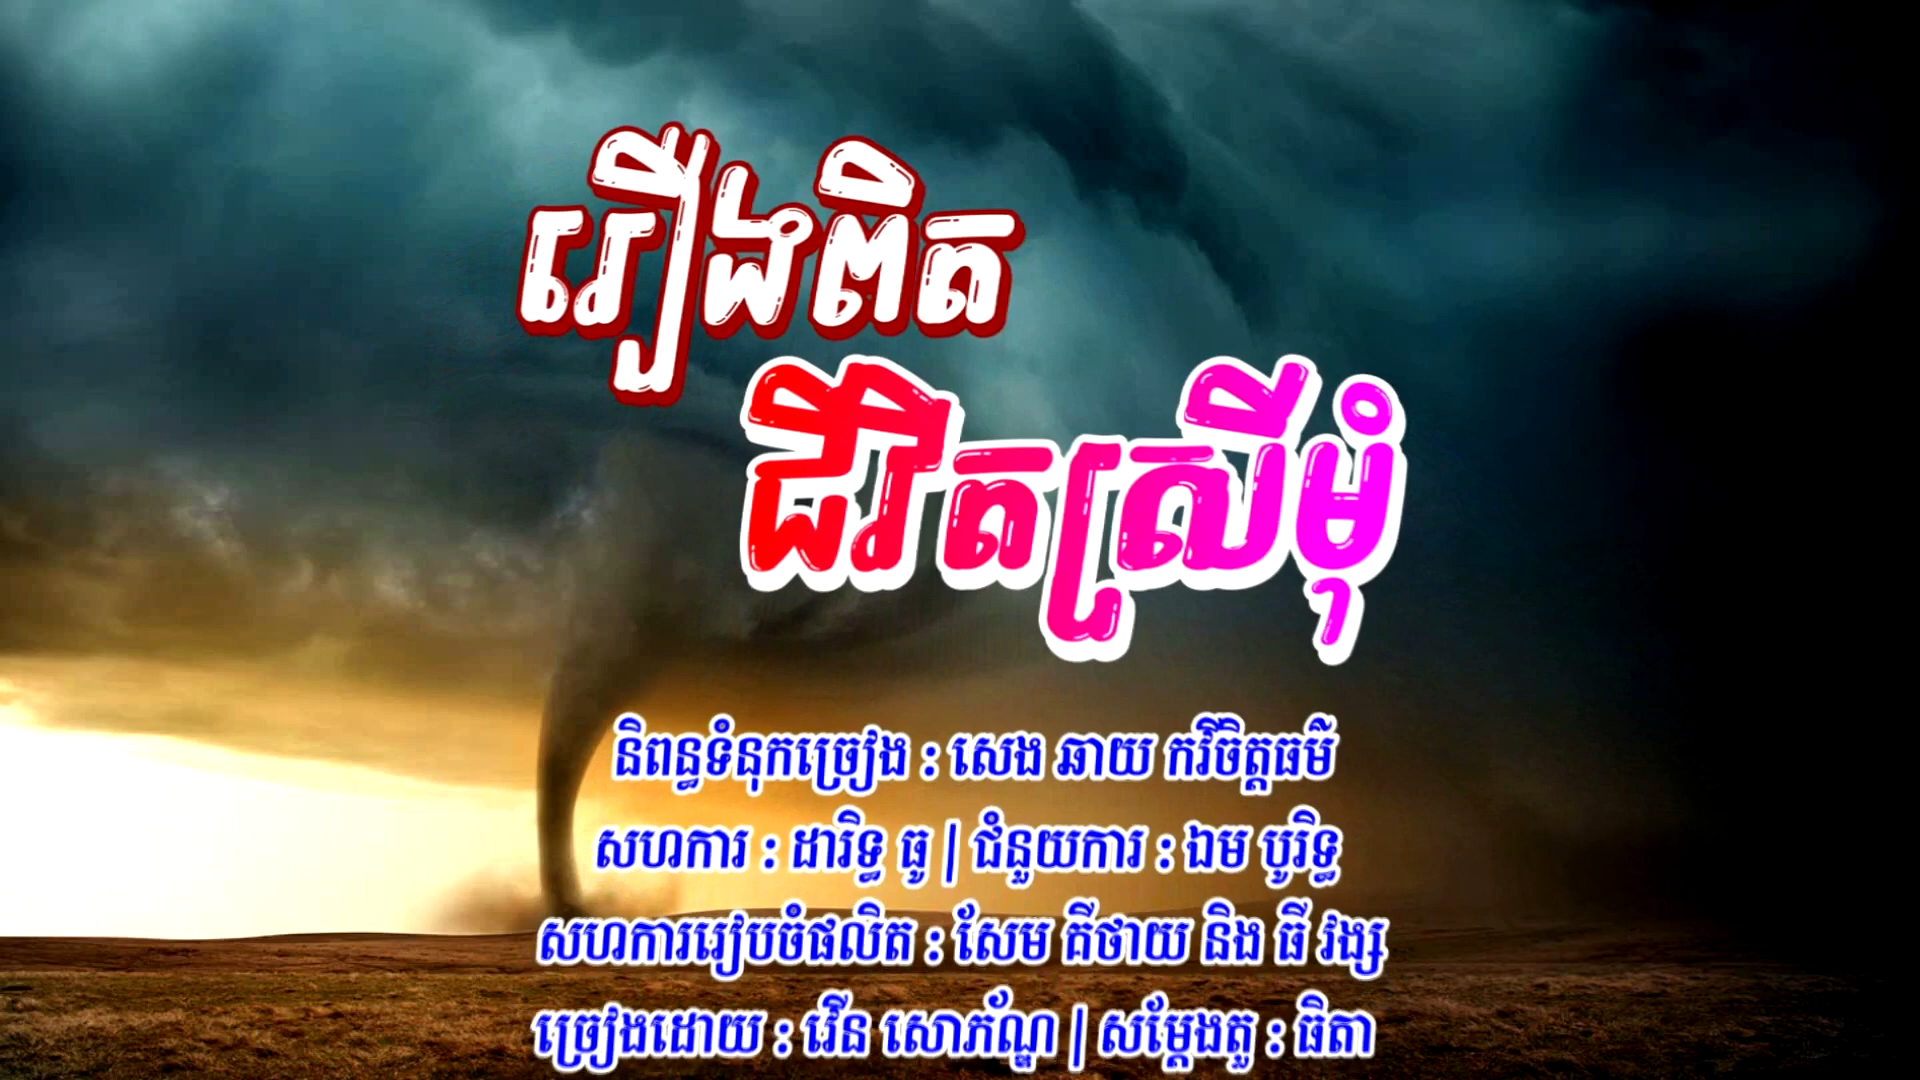 រឿងពិត
ជីវិតស្រីមុំ
និពន្ធទំនុកច្រៀង : សេង ឆាយ កវីចិត្តធម៌
សហការ : ដារិទ្ធ ធូ | ជំនួយការ : ឯម បូរិទ្ធ
សហការរៀបចំផលិត : សែម គីថាយ និង ធី វង្ស
ច្រៀងដោយ : វើន សោភ័ណ្ឌ | សម្ដែងតួ : ធិតា